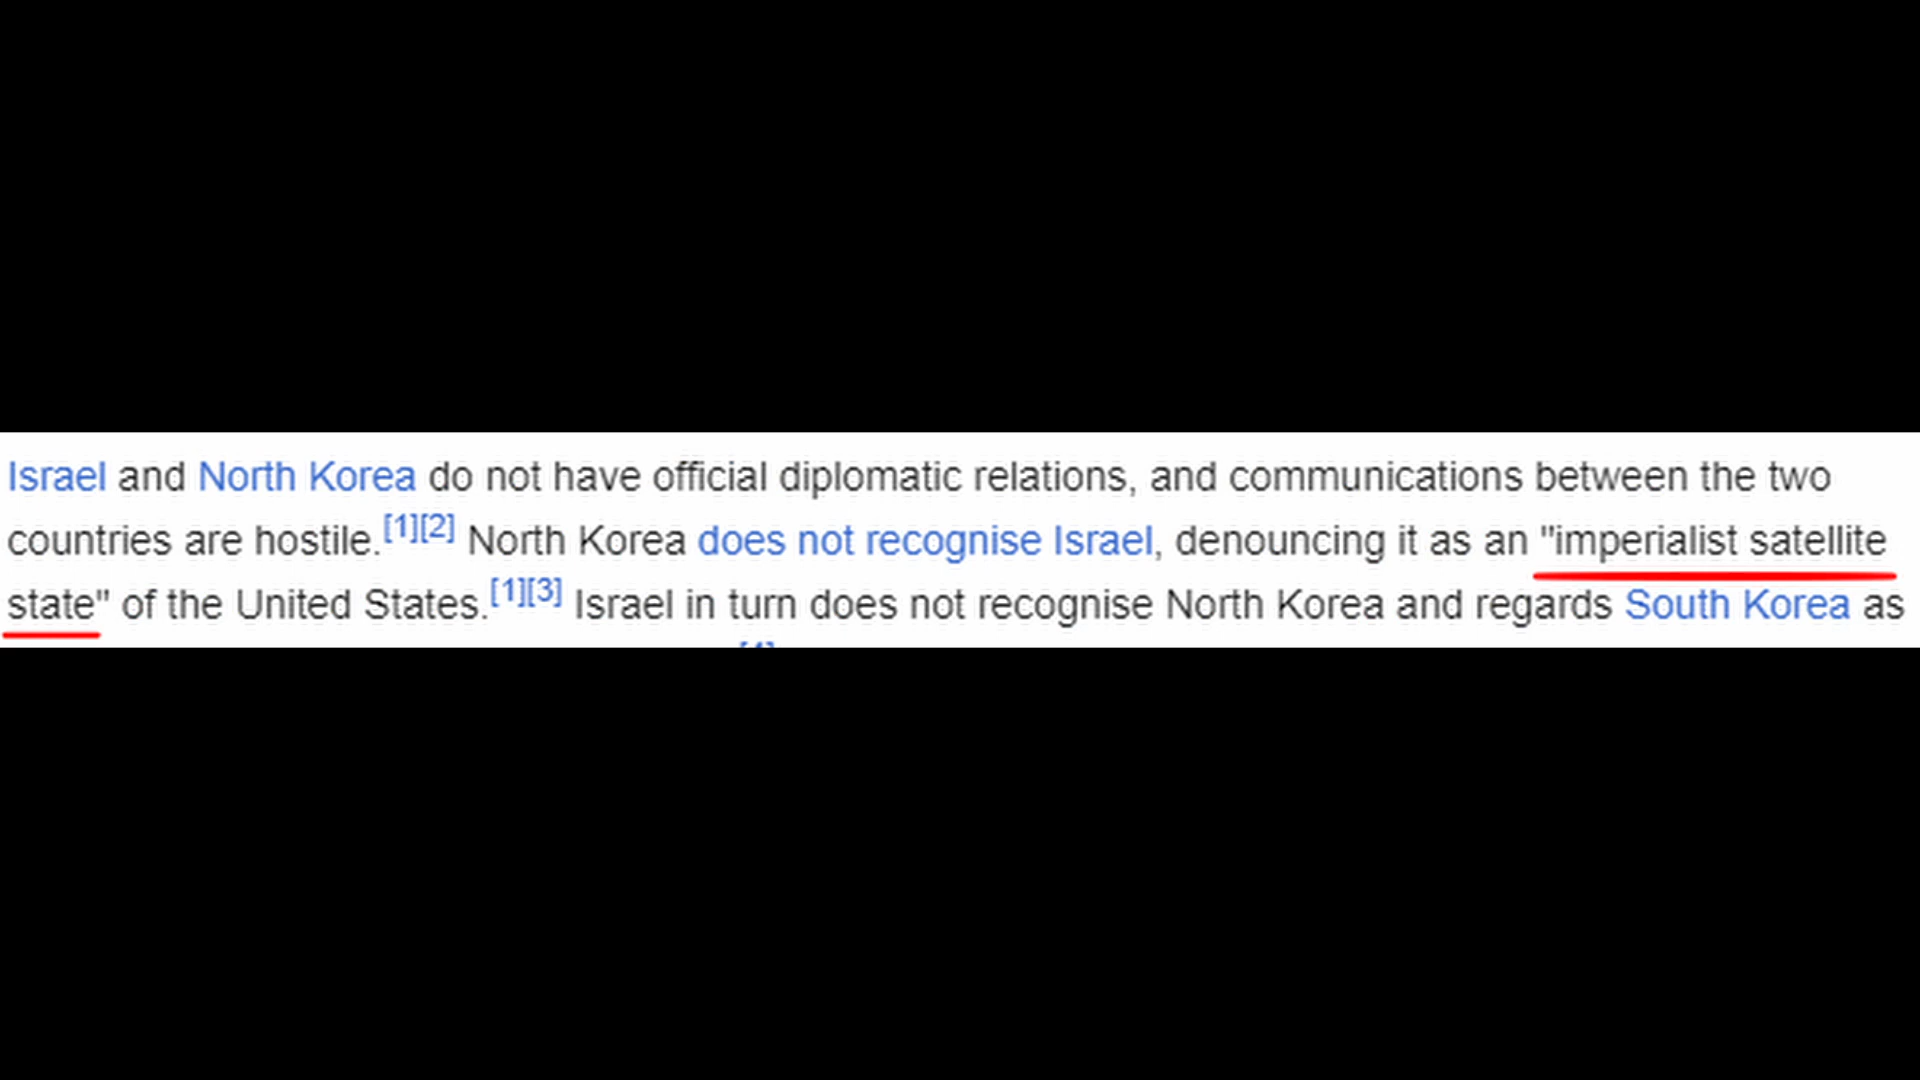 Israel and North Korea do not have official diplomatic relations, and communications between the two
countries are hostile.[1][2] North Korea does not recognise Israel, denouncing it as an "imperialist satellite
state" of the United States.[1][3] Israel in turn does not recognise North Korea and regards South Korea as